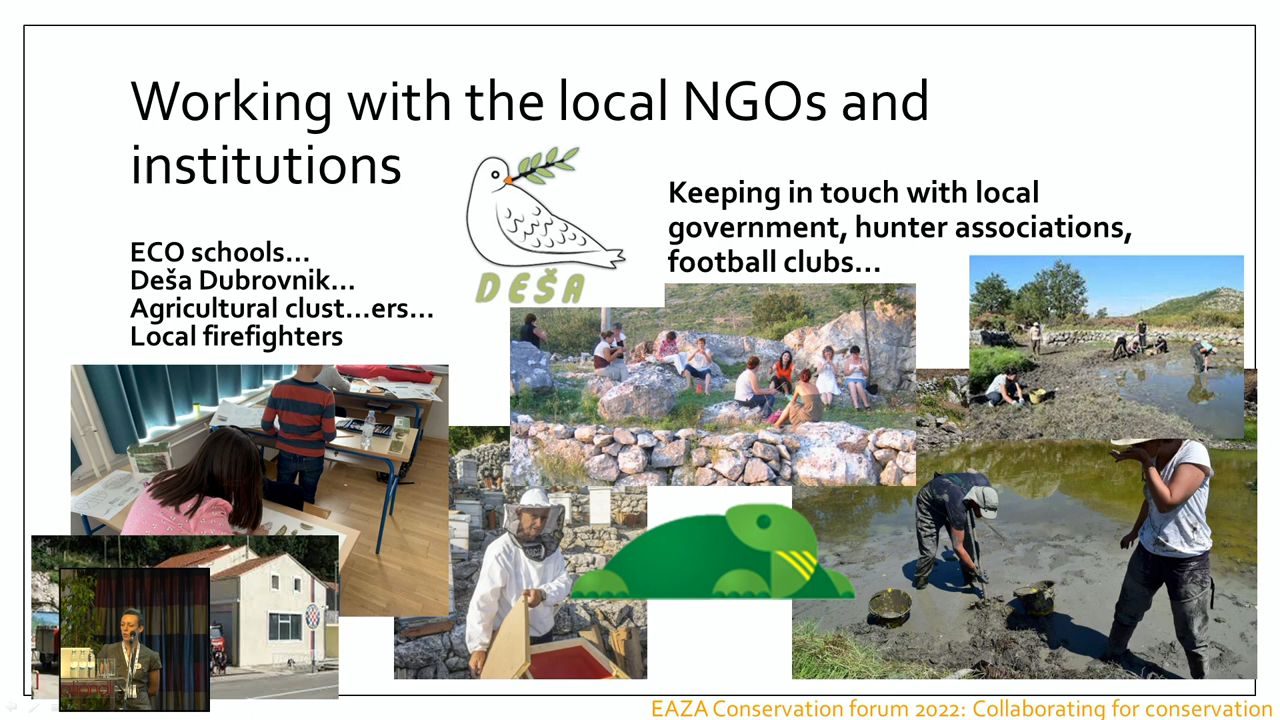 Working with the local NGOs and
institutions
ECO schools...
Deša Dubrovnik...
Agricultural clust...ers...
Local firefighters
DEŠA
Keeping in touch with local
government, hunter associations,
football clubs...
EAZA Conservation forum 2022: Collaborating for conservation